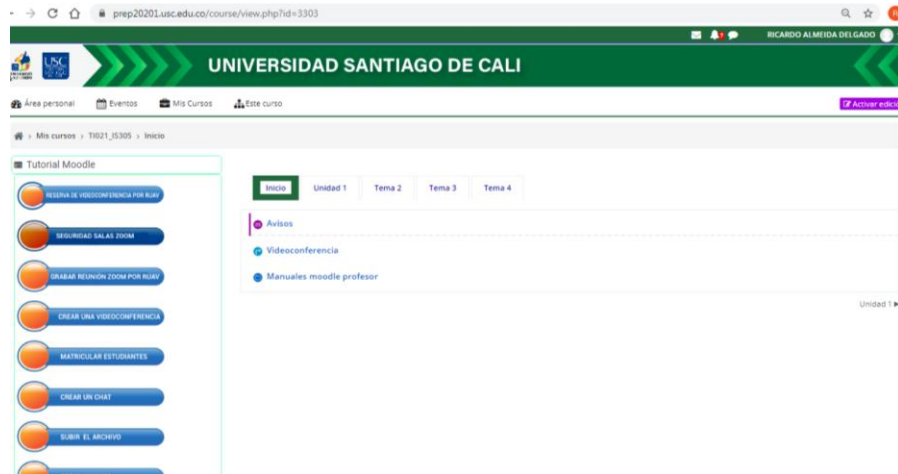 prep20201.usc.edu.co/course/view.php?id=3303
RICARDO ALMEIDA DELGADO
USC
UNIVERSIDAD SANTIAGO DE CALI
Área personal Eventos Mis Cursos Este curso
Activar edició
Mis cursos > TI021_IS305 > Inicio
Tutorial Moodle
Inicio Unidad 1 Tema 2 Tema 3 Tema 4
RESERVA DE VIDEOCONFERENCIA POR RUAV
Avisos
SEGURIDAD SALAS ZOOM
Videoconferencia
GRABAR REUNIÓN ZOOM POR RUAV
Manuales moodle profesor
Unidad 1
CREAR UNA VIDEOCONFERENCIA
MATRICULAR ESTUDIANTES
CREAR UN CHAT
SUBIR EL ARCHIVO